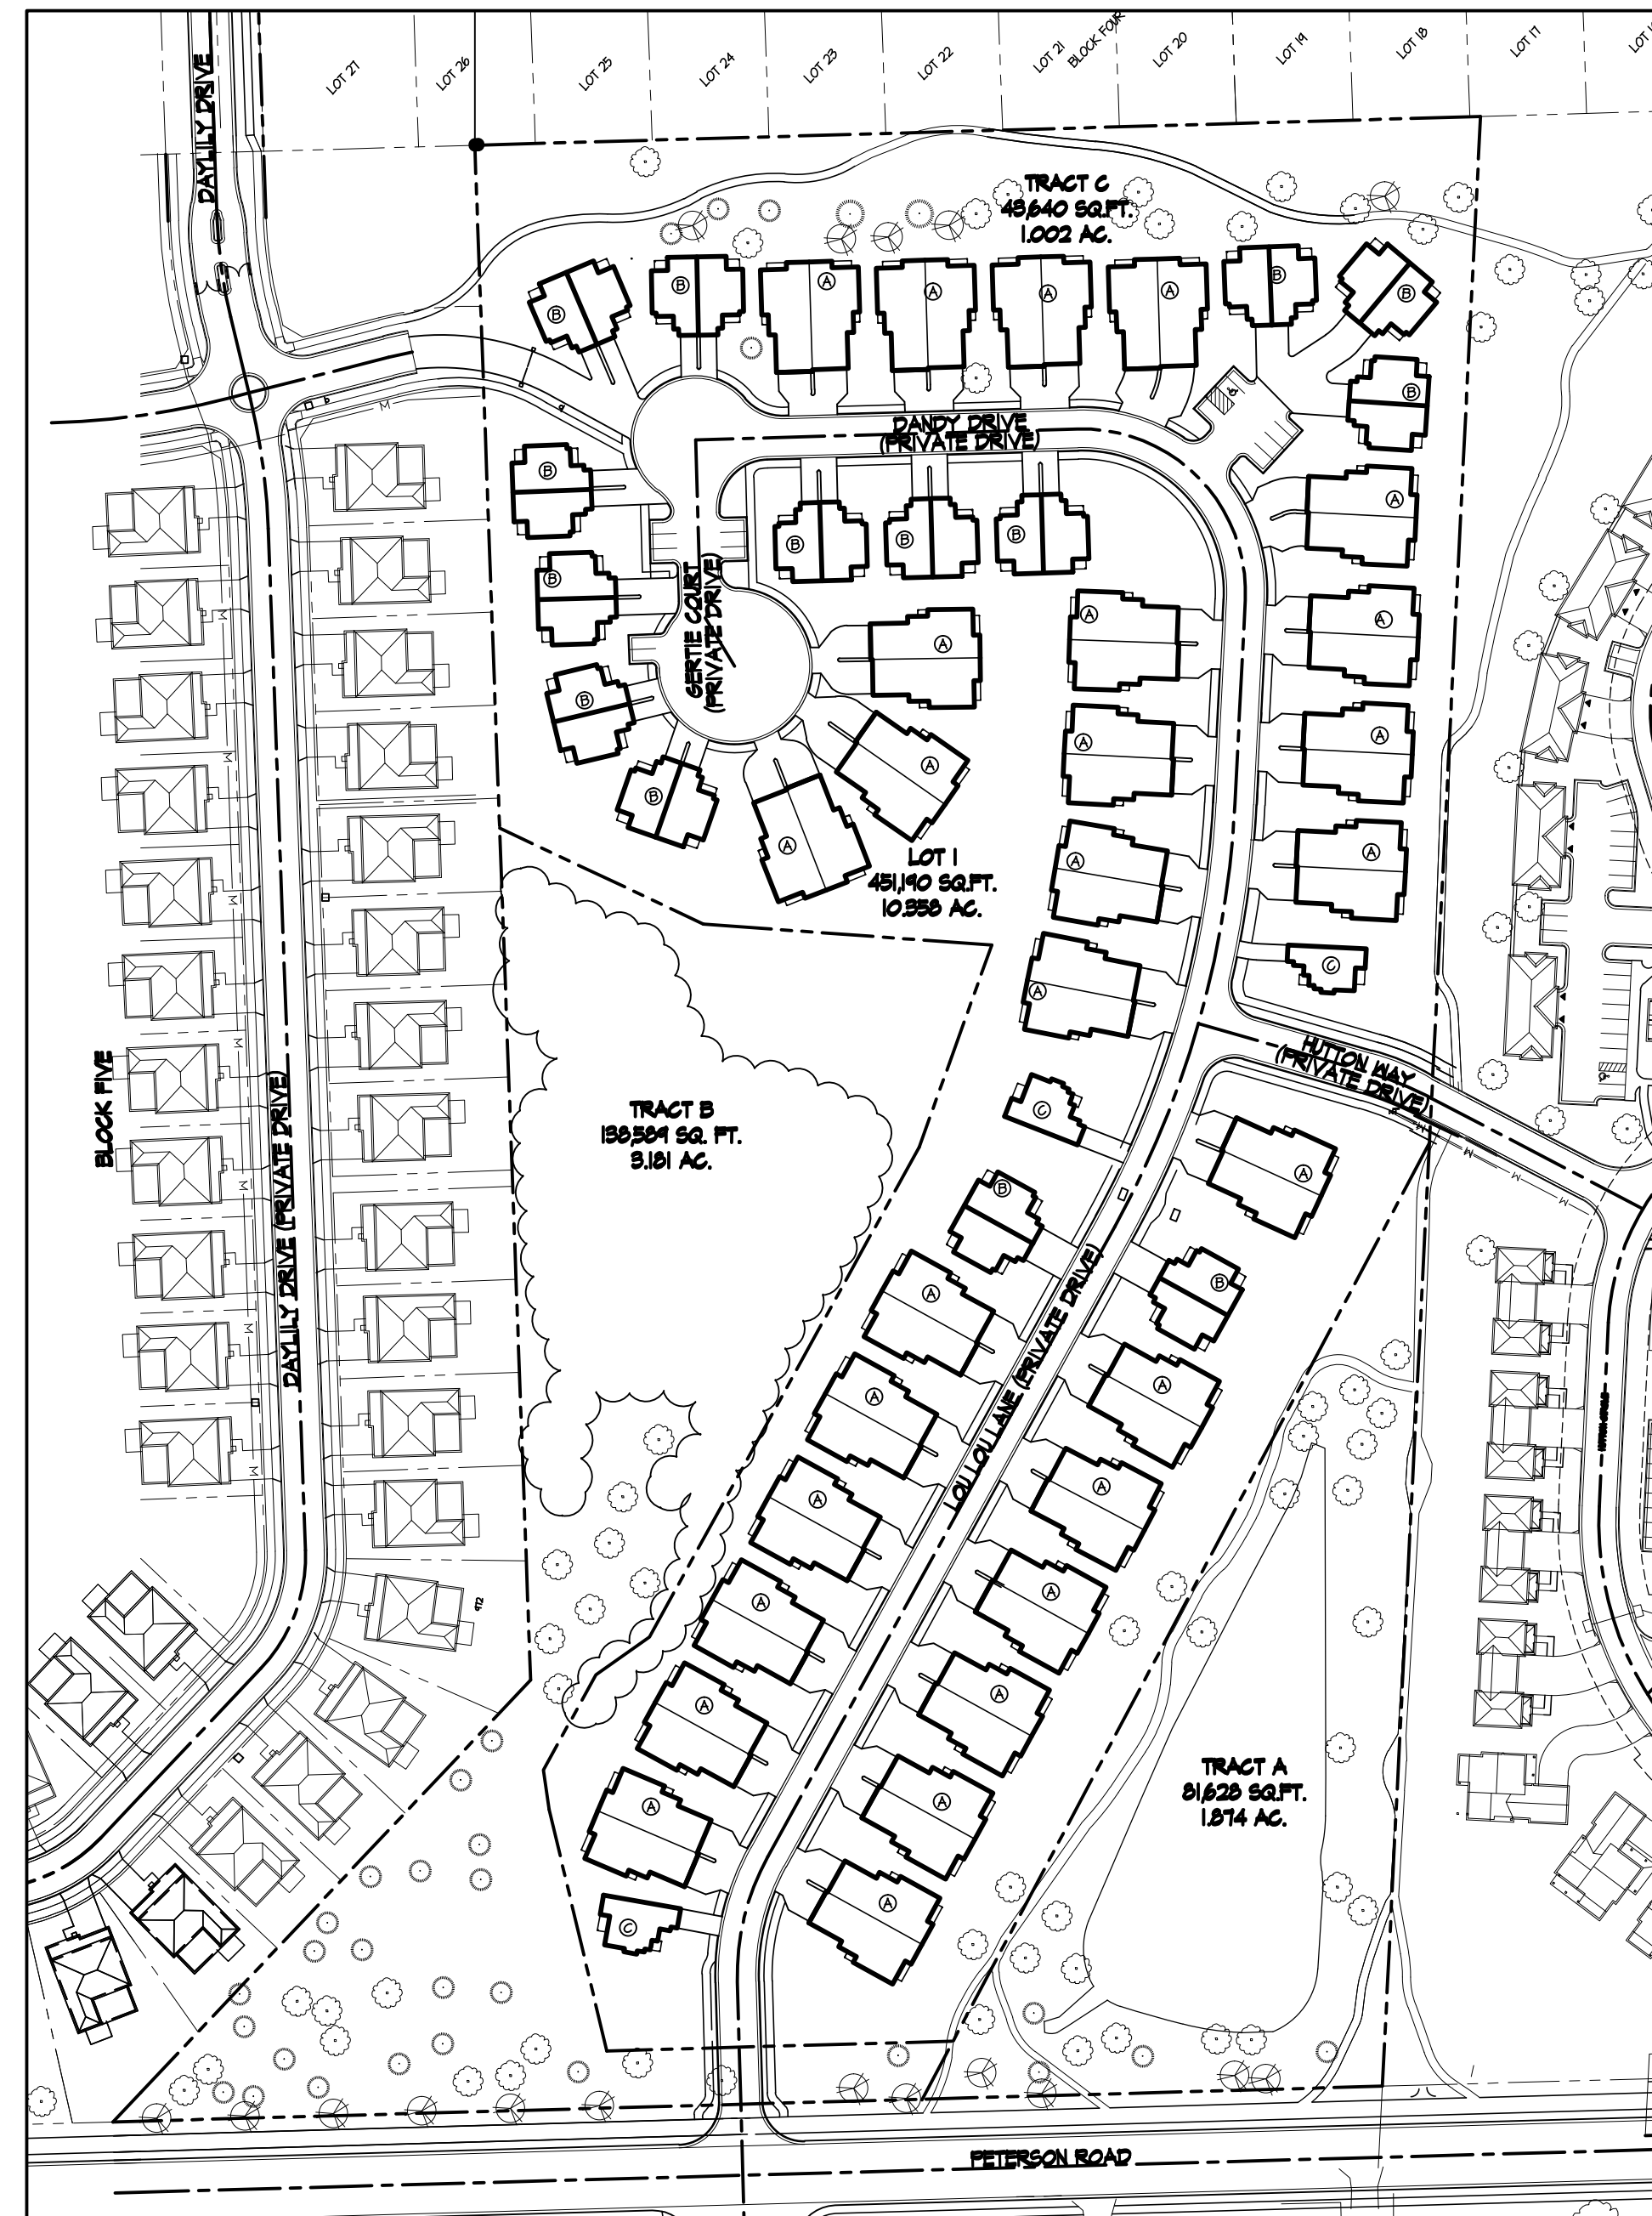 LOT 27
LOT 26
LOT 25
LOT 24
LOT 23
LOT 22
LOT 21
BLOCK FOUR
LOT 20
LOT 19
LOT 18
LOT 17
DAYLILY DRIVE
TRACT C
43,640 SQ.FT.
1.002 AC.
B
B
A
A
A
A
B
B
B
DANDY DRIVE
(PRIVATE DRIVE)
B
A
B
B
B
B
GERTIE COURT
(PRIVATE DRIVE)
A
A
A
B
A
A
A
B
A
A
A
A
LOT 1
451,190 SQ.FT.
10.358 AC.
C
A
HUTTON WAY
(PRIVATE DRIVE)
BLOCK FIVE
DAYLILY DRIVE (PRIVATE DRIVE)
TRACT B
138,589 SQ. FT.
3.181 AC.
C
A
B
B
A
LOU LOU LANE (PRIVATE DRIVE)
A
A
A
A
A
A
A
A
A
A
A
TRACT A
81,628 SQ.FT.
1.874 AC.
A
C
PETERSON ROAD